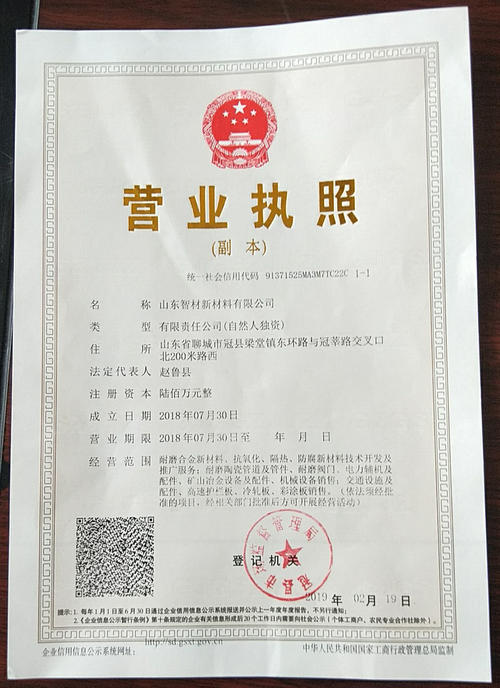 营业执照
(副 本)
统一社会信用代码 91371525MA3M7TC22C 1-1
名 称 山东智材新材料有限公司
类 型 有限责任公司(自然人独资)
住 所 山东省聊城市冠县梁堂镇东环路与冠莘路交叉口
北200米路西
法定代表人 赵鲁县
注册资本 陆佰万元整
成立日期 2018年07月30日
营业期限 2018年07月30日至 年 月 日
经营范围 耐磨合金新材料、抗氧化、隔热、防腐新材料技术开发及
推广服务；耐磨陶瓷管道及管件、耐磨阀门、电力辅机及
配件、矿山冶金设备及配件、机械设备销售；交通设施及
配件、高速护栏板、冷轧板、彩涂板销售。(依法须经批
准的项目，经相关部门批准后方可开展经营活动)
登记机关
冠县市场监督管理局
2019年 02月 19日
提示:1.每年1月1日至6月30日通过企业信用信息公示系统报送并公示上一年度年度报告，不另行通知;
2.《企业信息公示暂行条例》第十条规定的企业有关信息形成后20个工作日内需要向社会公示（个体工商户、农民专业合作社除外）。
企业信用信息公示系统网址: http://sd.gsxt.gov.cn
中华人民共和国国家工商行政管理总局监制